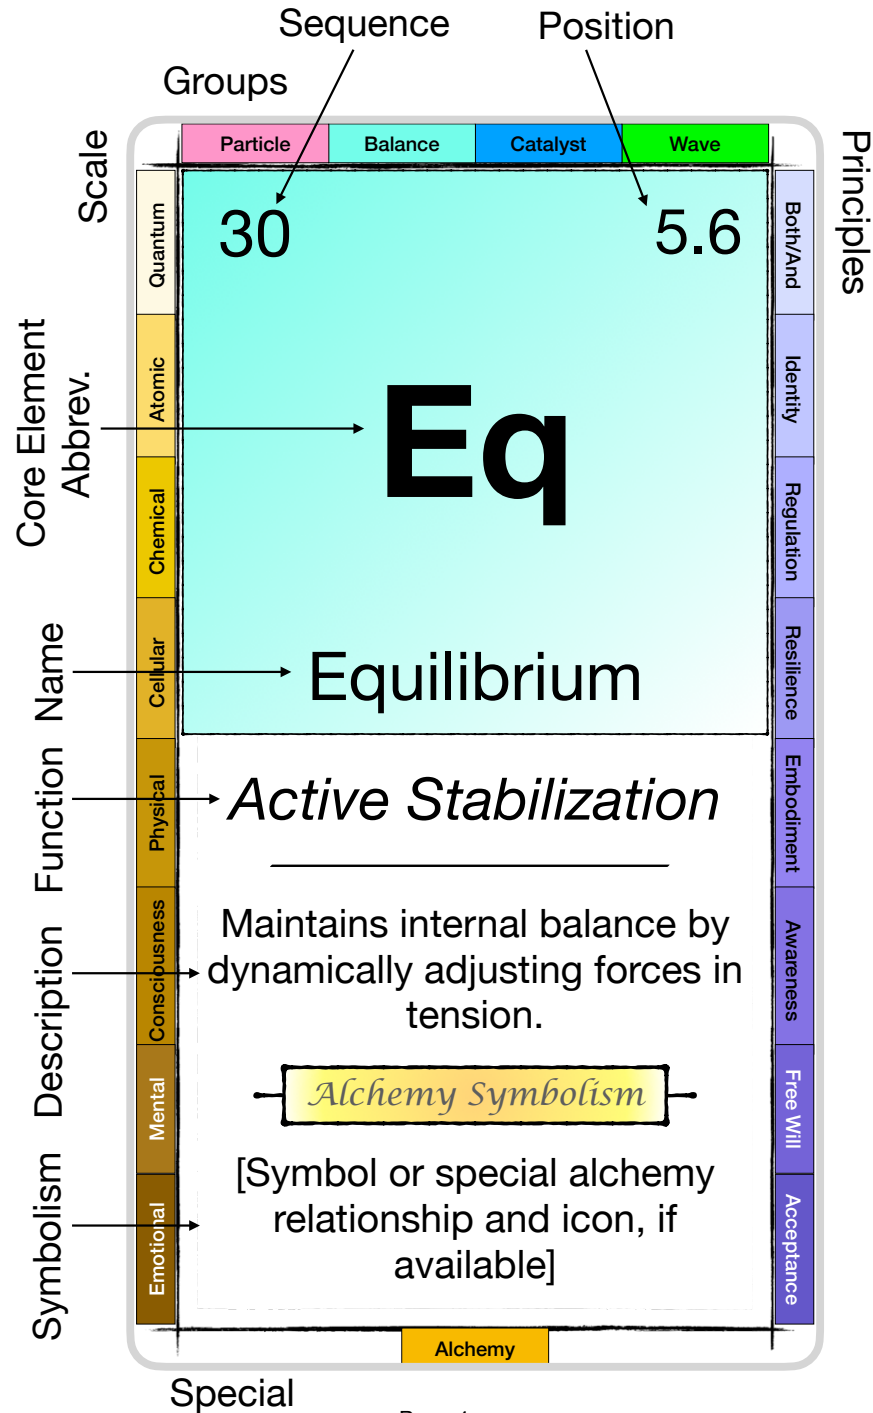 Sequence
Position
Groups
Scale
Principles
Particle
Balance
Catalyst
Wave
30
5.6
Quantum
Atomic
Chemical
Cellular
Physical
Consciousness
Mental
Emotional
Both/And
Identity
Regulation
Resilience
Embodiment
Awareness
Free Will
Acceptance
Core Element
Abbrev.
Eq
Name
Equilibrium
Function
Active Stabilization
Description
Maintains internal balance by
dynamically adjusting forces in
tension.
Alchemy Symbolism
Symbolism
[Symbol or special alchemy
relationship and icon, if
available]
Alchemy
Special